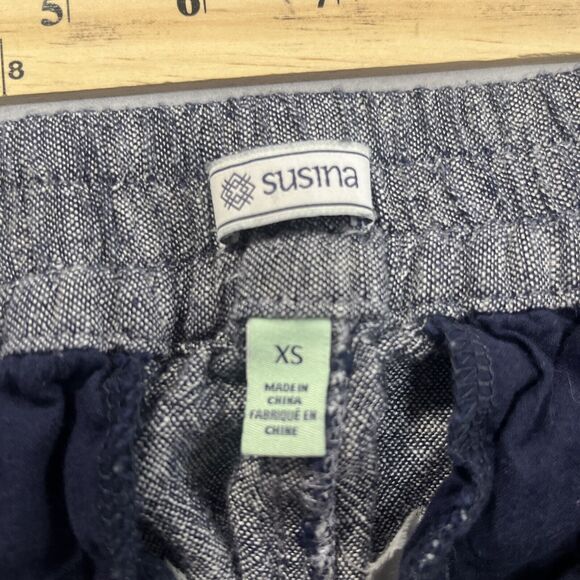 5 6 7
8
susina
XS
MADE IN
CHINA
FABRIQUÉ EN
CHINE